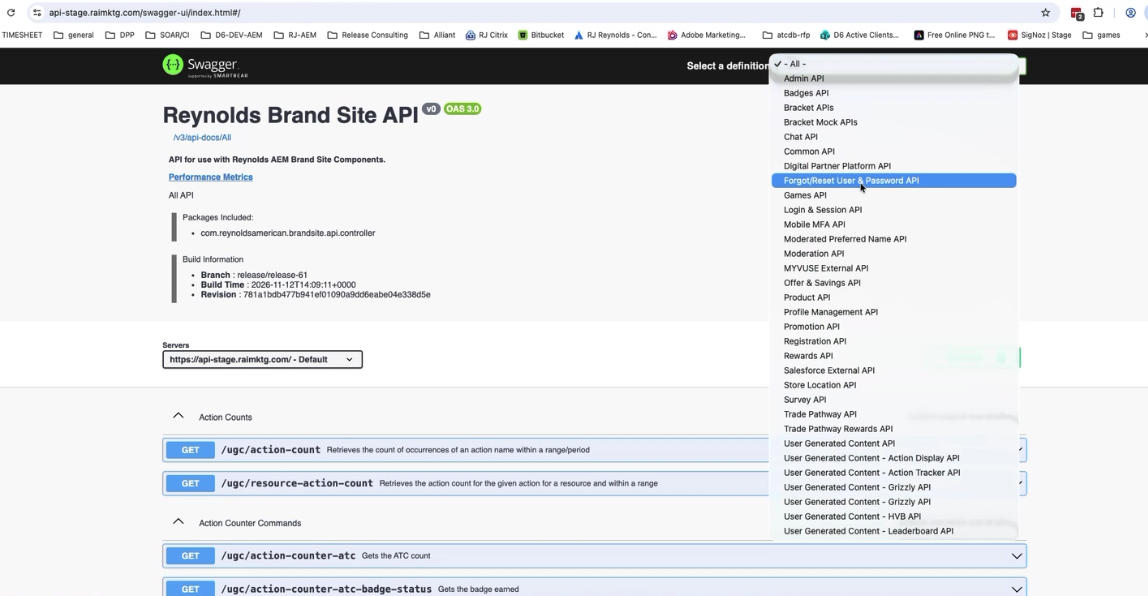 api-stage.raimktg.com/swagger-ui/index.html#/
2
TIMESHEET general DPP SOAR/CI D6-DEV-AEM RJ-AEM Release Consulting Alliant RJ Citrix Bitbucket RJ Reynolds - Con... Adobe Marketing... atcdb-rfp D6 Active Clients... Free Online PNG t... SigNoz | Stage games
Swagger
supported by SMARTBEAR
Select a definition
Reynolds Brand Site API v0 OAS 3.0
/v3/api-docs/All
API for use with Reynolds AEM Brand Site Components.
Performance Metrics
All API
Packages Included:
com.reynoldsamerican.brandsite.api.controller
Build Information
Branch : release/release-61
Build Time : 2026-11-12T14:09:11+0000
Revision : 781a1bdb477b941ef01090a9dd6eabe04e338d5e
- All -
Admin API
Badges API
Bracket APIs
Bracket Mock APIs
Chat API
Common API
Digital Partner Platform API
Forgot/Reset User & Password API
Games API
Login & Session API
Mobile MFA API
Moderated Preferred Name API
Moderation API
MYVUSE External API
Offer & Savings API
Product API
Profile Management API
Promotion API
Registration API
Rewards API
Salesforce External API
Store Location API
Survey API
Trade Pathway API
Trade Pathway Rewards API
User Generated Content API
User Generated Content - Action Display API
User Generated Content - Action Tracker API
User Generated Content - Grizzly API
User Generated Content - Grizzly API
User Generated Content - HVB API
User Generated Content - Leaderboard API
Servers
https://api-stage.raimktg.com/ - Default
Action Counts
GET /ugc/action-count Retrieves the count of occurrences of an action name within a range/period
GET /ugc/resource-action-count Retrieves the action count for the given action for a resource and within a range
Action Counter Commands
GET /ugc/action-counter-atc Gets the ATC count
GET /ugc/action-counter-atc-badge-status Gets the badge earned